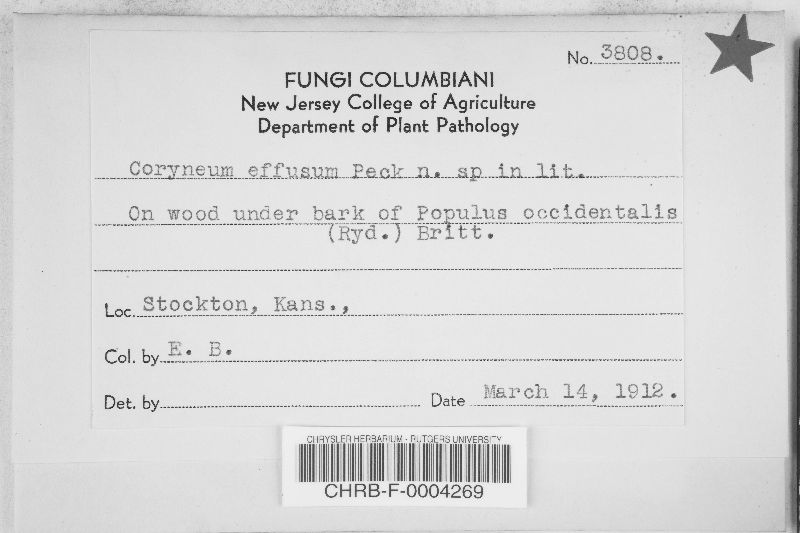 No. 3808.
FUNGI COLUMBIANI
New Jersey College of Agriculture
Department of Plant Pathology
Coryneum effusum Peck n. sp in lit.
On wood under bark of Populus occidentalis
(Ryd.) Britt.
Loc. Stockton, Kans.,
Col. by E. B.
Det. by
Date March 14, 1912.
CHRYSLER HERBARIUM - RUTGERS UNIVERSITY
CHRB-F-0004269